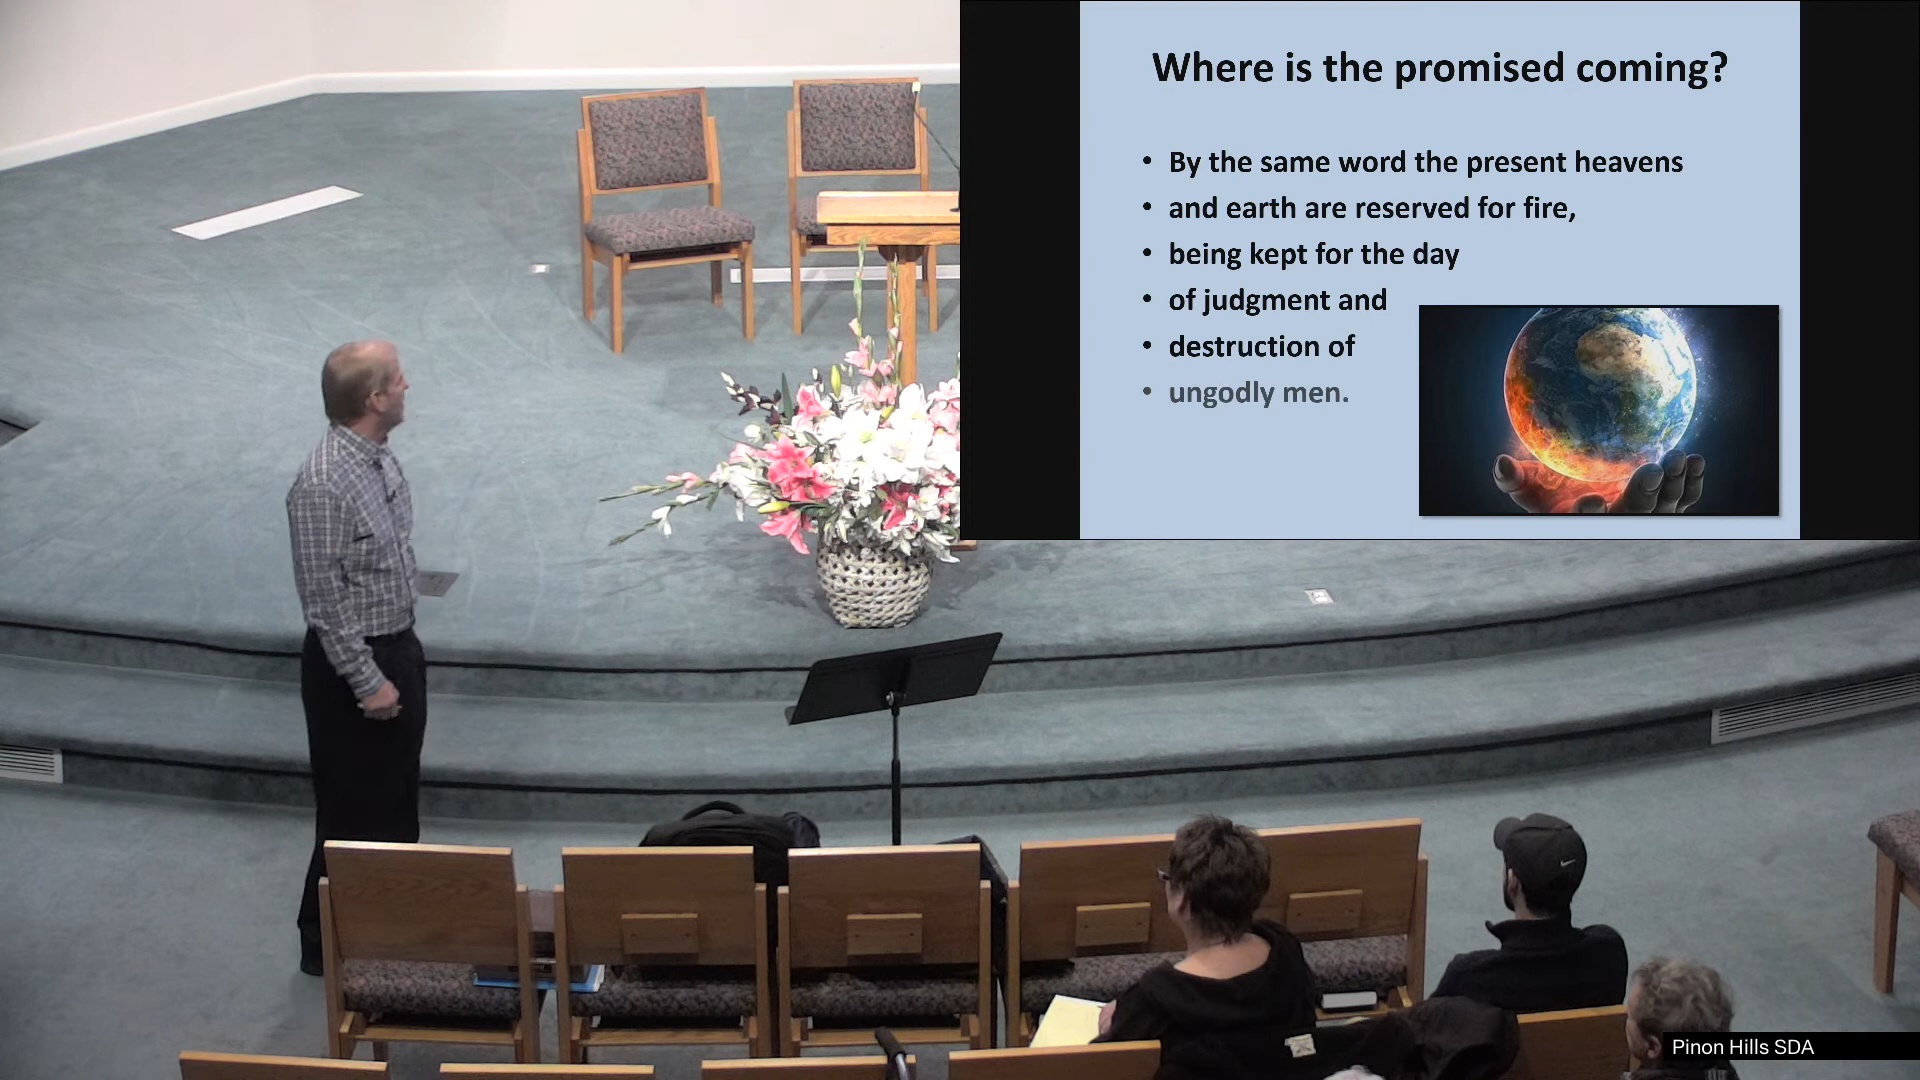 Where is the promised coming?
• By the same word the present heavens
• and earth are reserved for fire,
• being kept for the day
• of judgment and
• destruction of
• ungodly men.
Pinon Hills SDA